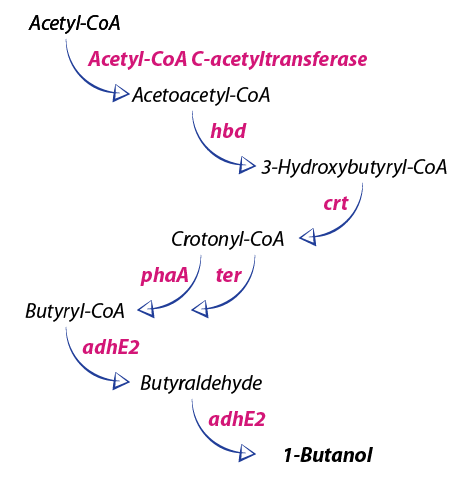 Acetyl-CoA
Acetyl-CoA C-acetyltransferase
Acetoacetyl-CoA
hbd
3-Hydroxybutyryl-CoA
crt
Crotonyl-CoA
phaA ter
Butyryl-CoA
adhE2
Butyraldehyde
adhE2
1-Butanol